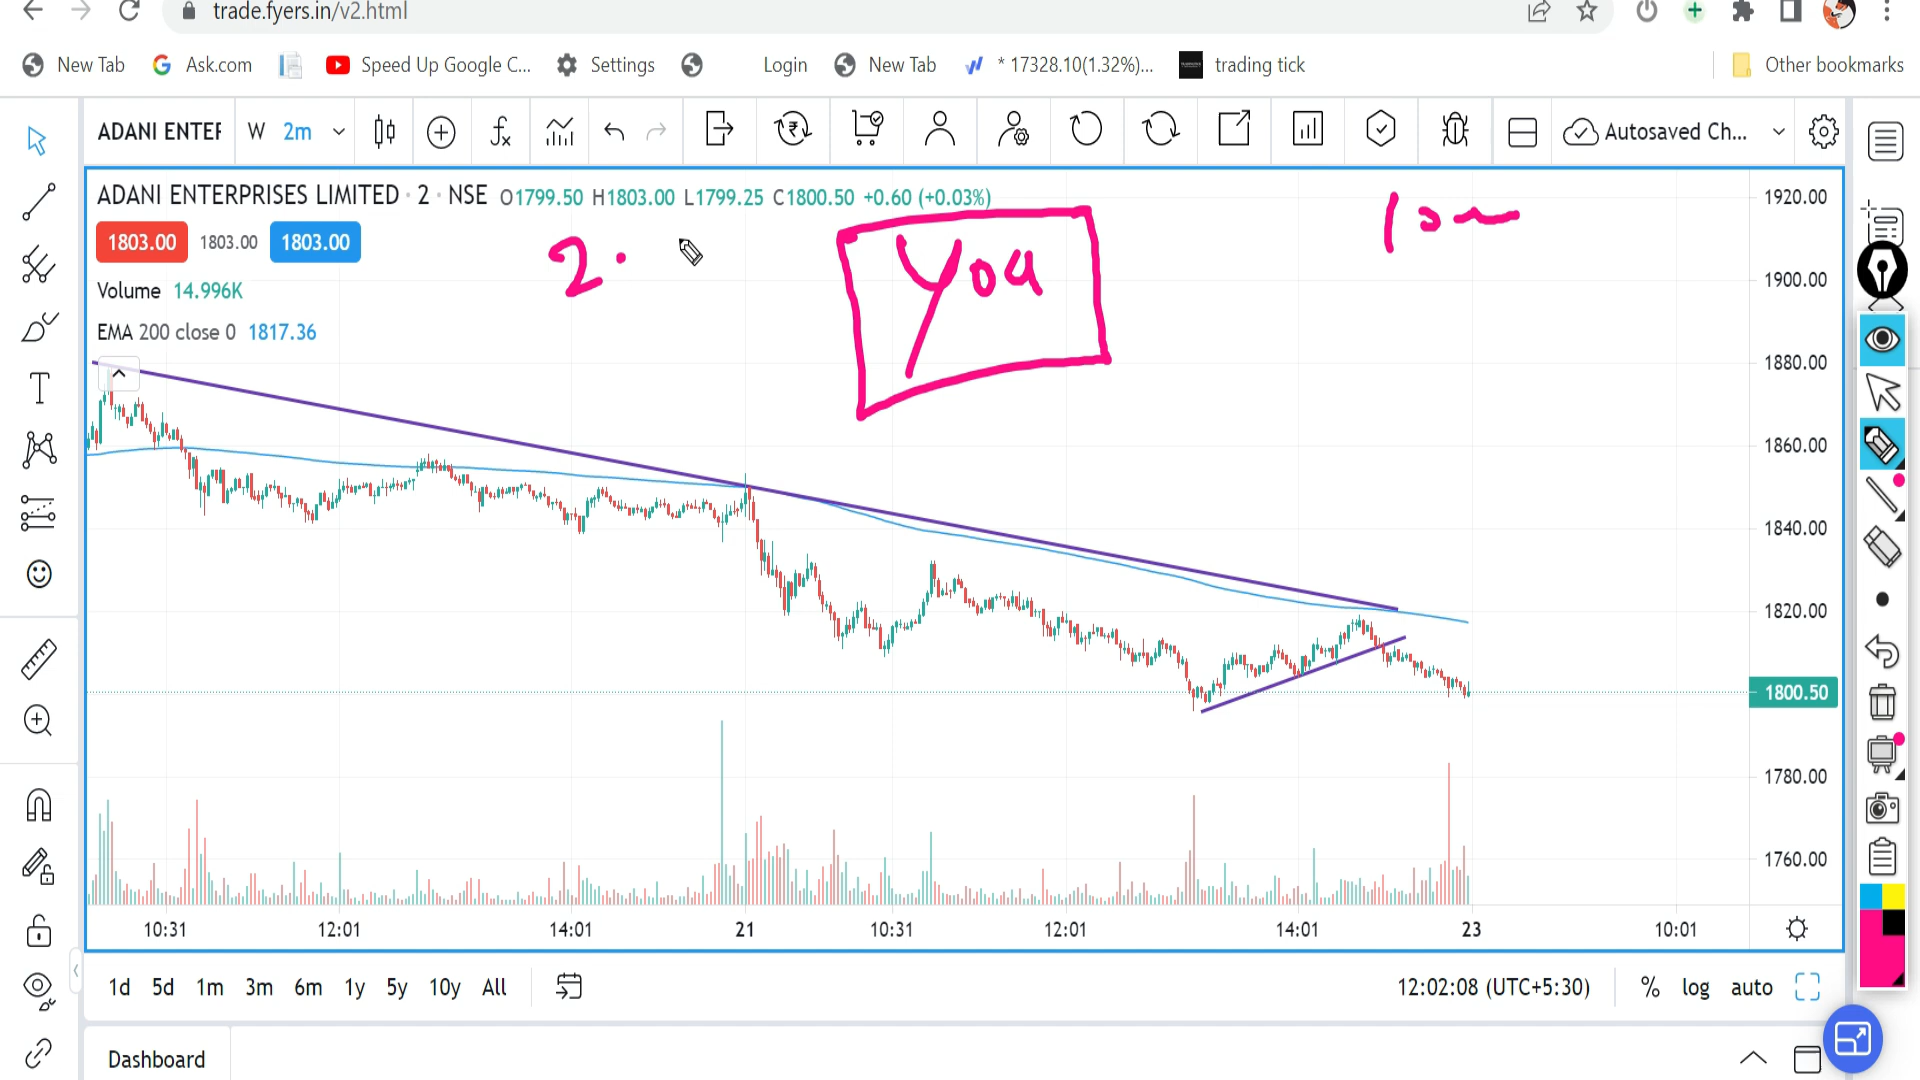 trade.fyers.in/v2.html
New Tab Ask.com Speed Up Google C... Settings Login New Tab * 17328.10(1.32%)... trading tick Other bookmarks
ADANI ENTER W 2m Autosaved Ch...
ADANI ENTERPRISES LIMITED · 2 · NSE O1799.50 H1803.00 L1799.25 C1800.50 +0.60 (+0.03%)
1803.00 1803.00 1803.00
Volume 14.996K
EMA 200 close 0 1817.36
2.
You
1920.00
1900.00
1880.00
1860.00
1840.00
1820.00
1800.50
1780.00
1760.00
10:31 12:01 14:01 21 10:31 12:01 14:01 23 10:01
1d 5d 1m 3m 6m 1y 5y 10y All 12:02:08 (UTC+5:30) % log auto
Dashboard